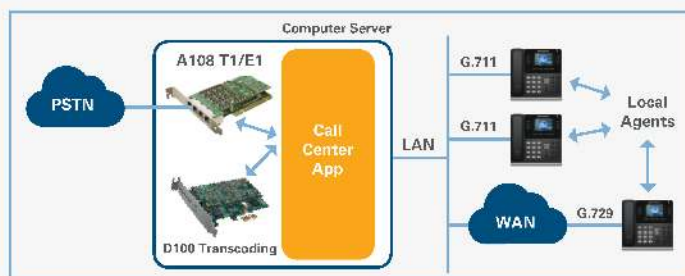 Computer Server
A108 T1/E1
PSTN
Call
Center
App
D100 Transcoding
LAN
G.711
G.711
Local
Agents
WAN
G.729